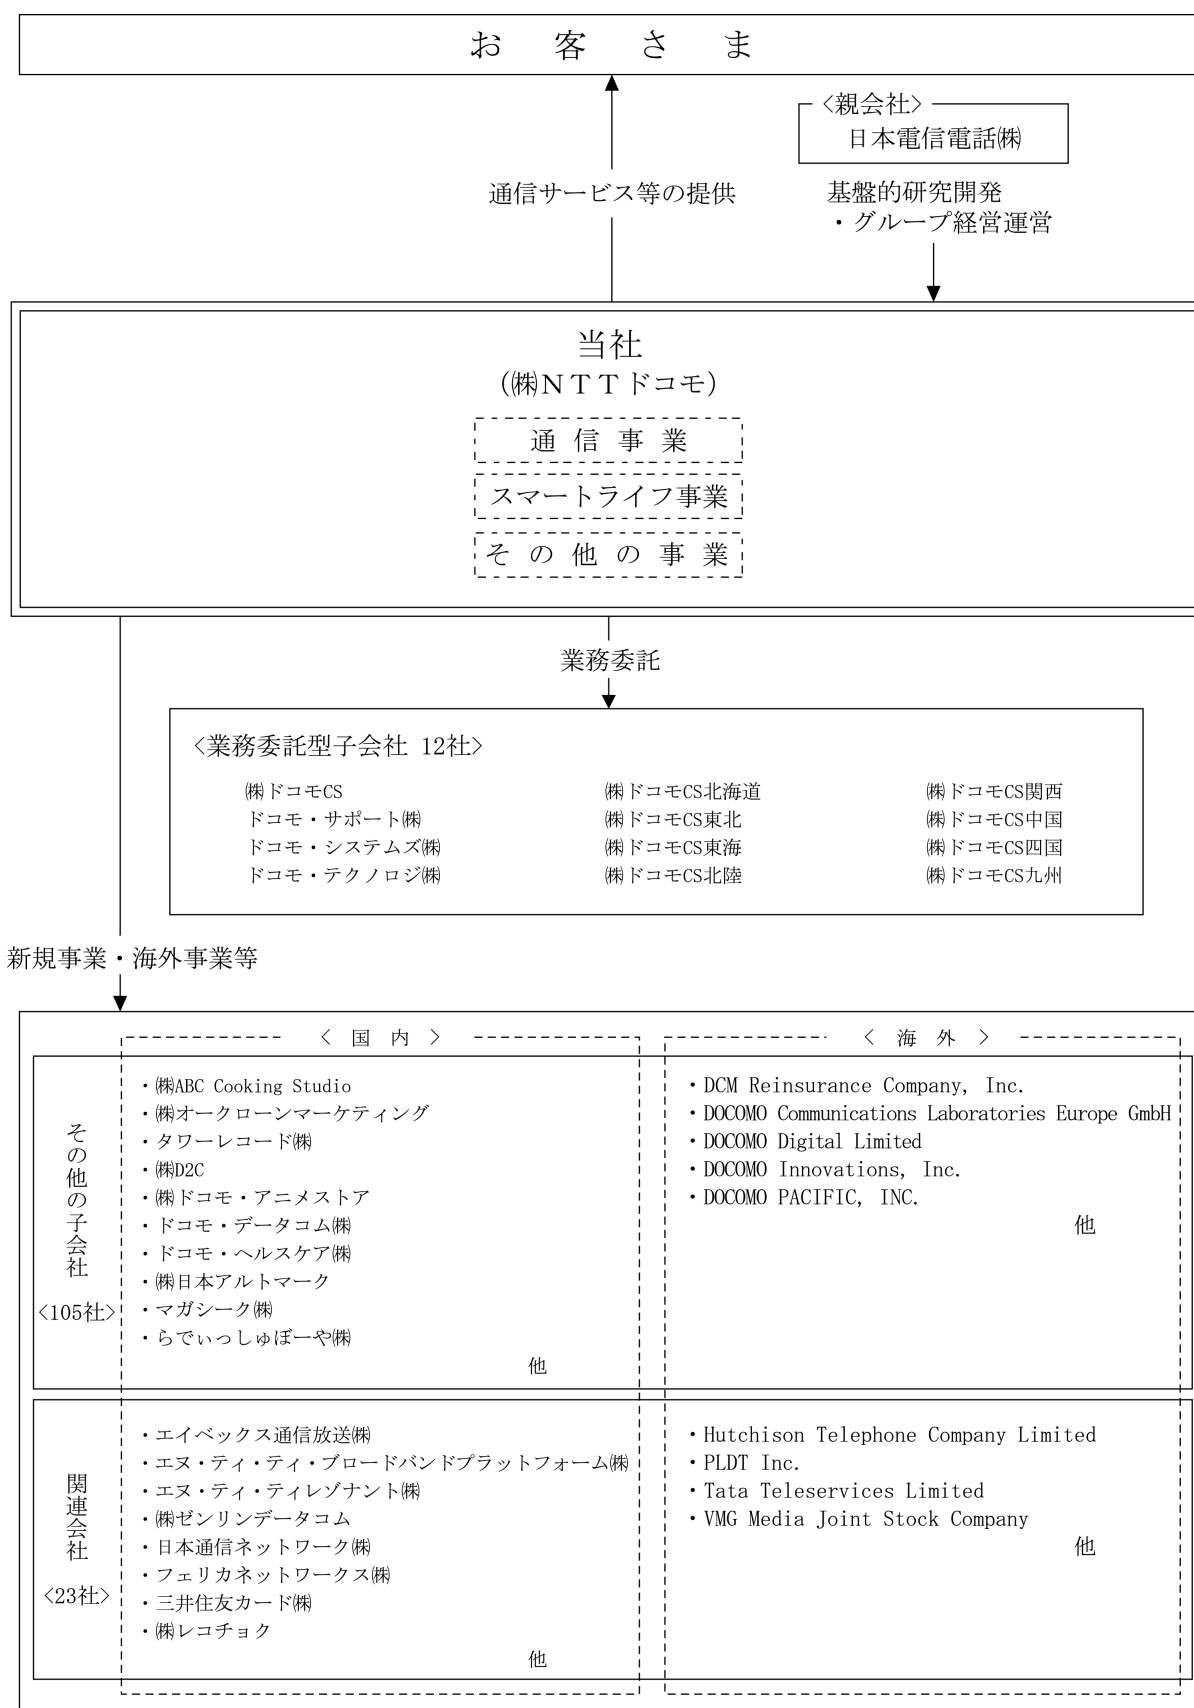 お客さま
<親会社>
日本電信電話㈱
通信サービス等の提供
基盤的研究開発
・グループ経営運営
当社
(㈱NTTドコモ)
通信事業
スマートライフ事業
その他の事業
業務委託
<業務委託型子会社 12社>
㈱ドコモCS ㈱ドコモCS北海道 ㈱ドコモCS関西
ドコモ・サポート㈱ ㈱ドコモCS東北 ㈱ドコモCS中国
ドコモ・システムズ㈱ ㈱ドコモCS東海 ㈱ドコモCS四国
ドコモ・テクノロジ㈱ ㈱ドコモCS北陸 ㈱ドコモCS九州
新規事業・海外事業等
<国内> <海外>
その他の子会社
<105社>
・㈱ABC Cooking Studio
・㈱オークローンマーケティング
・タワーレコード㈱
・㈱D2C
・㈱ドコモ・アニメストア
・ドコモ・データコム㈱
・ドコモ・ヘルスケア㈱
・㈱日本アルトマーク
・マガシーク㈱
・らでぃっしゅぼーや㈱
他
・DCM Reinsurance Company, Inc.
・DOCOMO Communications Laboratories Europe GmbH
・DOCOMO Digital Limited
・DOCOMO Innovations, Inc.
・DOCOMO PACIFIC, INC.
他
関連会社
<23社>
・エイベックス通信放送㈱
・エヌ・ティ・ティ・ブロードバンドプラットフォーム㈱
・エヌ・ティ・ティレゾナント㈱
・㈱ゼンリンデータコム
・日本通信ネットワーク㈱
・フェリカネットワークス㈱
・三井住友カード㈱
・㈱レコチョク
他
・Hutchison Telephone Company Limited
・PLDT Inc.
・Tata Teleservices Limited
・VMG Media Joint Stock Company
他